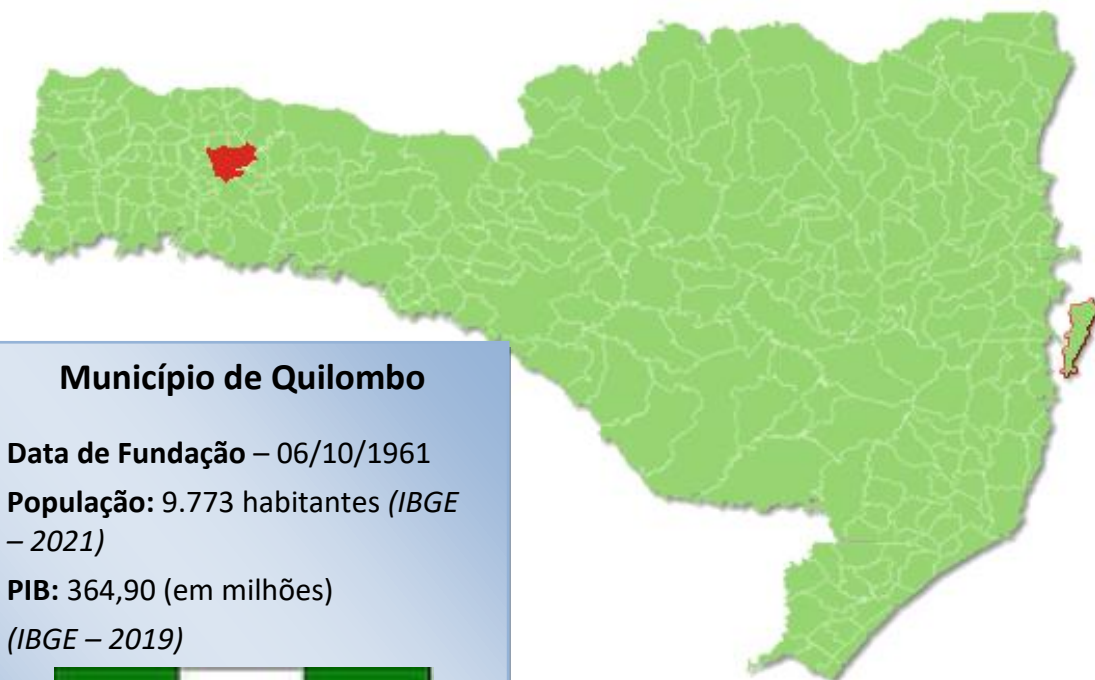 Município de Quilombo
Data de Fundação – 06/10/1961
População: 9.773 habitantes (IBGE
– 2021)
PIB: 364,90 (em milhões)
(IBGE – 2019)